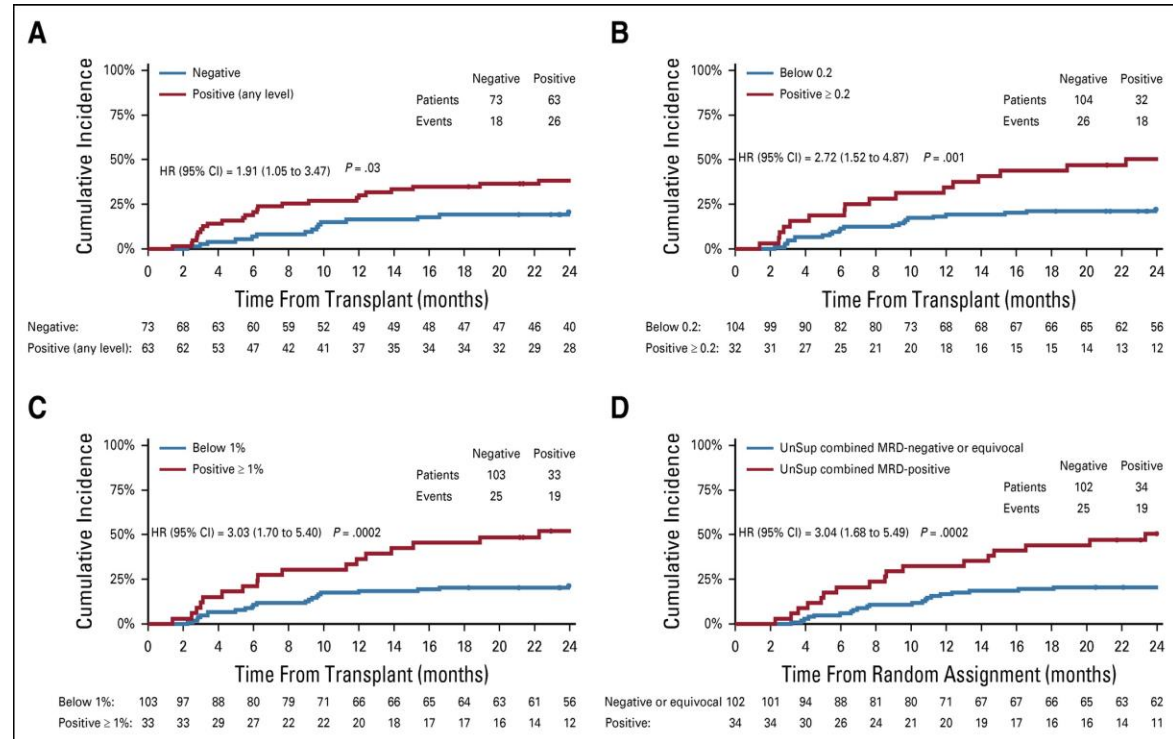 A
Cumulative Incidence
100%
75%
50%
25%
0%
Negative
Positive (any level)
Negative Positive
Patients 73 63
Events 18 26
HR (95% CI) = 1.91 (1.05 to 3.47) P = .03
0 2 4 6 8 10 12 14 16 18 20 22 24
Time From Transplant (months)
Negative: 73 68 63 60 59 52 49 49 48 47 47 46 40
Positive (any level): 63 62 53 47 42 41 37 35 34 34 32 29 28
B
Cumulative Incidence
100%
75%
50%
25%
0%
Below 0.2
Positive ≥ 0.2
Negative Positive
Patients 104 32
Events 26 18
HR (95% CI) = 2.72 (1.52 to 4.87) P = .001
0 2 4 6 8 10 12 14 16 18 20 22 24
Time From Transplant (months)
Below 0.2: 104 99 90 82 80 73 68 68 67 66 65 62 56
Positive ≥ 0.2: 32 31 27 25 21 20 18 16 15 15 14 13 12
C
Cumulative Incidence
100%
75%
50%
25%
0%
Below 1%
Positive ≥ 1%
Negative Positive
Patients 103 33
Events 25 19
HR (95% CI) = 3.03 (1.70 to 5.40) P = .0002
0 2 4 6 8 10 12 14 16 18 20 22 24
Time From Transplant (months)
Below 1%: 103 97 88 80 79 71 66 66 65 64 63 61 56
Positive ≥ 1%: 33 33 29 27 22 22 20 18 17 17 16 14 12
D
Cumulative Incidence
100%
75%
50%
25%
0%
UnSup combined MRD-negative or equivocal
UnSup combined MRD-positive
Negative Positive
Patients 102 34
Events 25 19
HR (95% CI) = 3.04 (1.68 to 5.49) P = .0002
0 2 4 6 8 10 12 14 16 18 20 22 24
Time From Random Assignment (months)
Negative or equivocal 102 101 94 88 81 80 71 67 67 66 65 63 62
Positive: 34 34 30 26 24 21 20 19 17 16 16 14 11